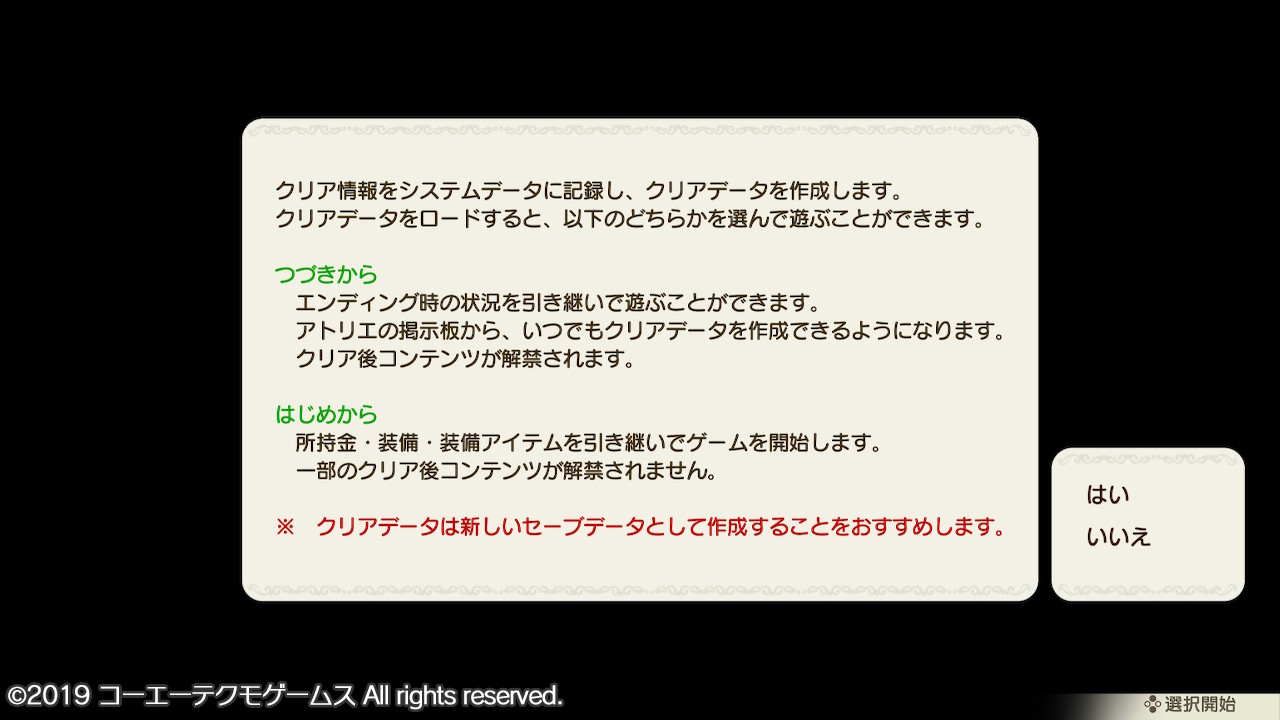 クリア情報をシステムデータに記録し、クリアデータを作成します。
クリアデータをロードすると、以下のどちらかを選んで遊ぶことができます。
つづきから
エンディング時の状況を引き継いで遊ぶことができます。
アトリエの掲示板から、いつでもクリアデータを作成できるようになります。
クリア後コンテンツが解禁されます。
はじめから
所持金・装備・装備アイテムを引き継いでゲームを開始します。
一部のクリア後コンテンツが解禁されません。
※　クリアデータは新しいセーブデータとして作成することをおすすめします。
はい
いいえ
©2019 コーエーテクモゲームス All rights reserved.
選択開始